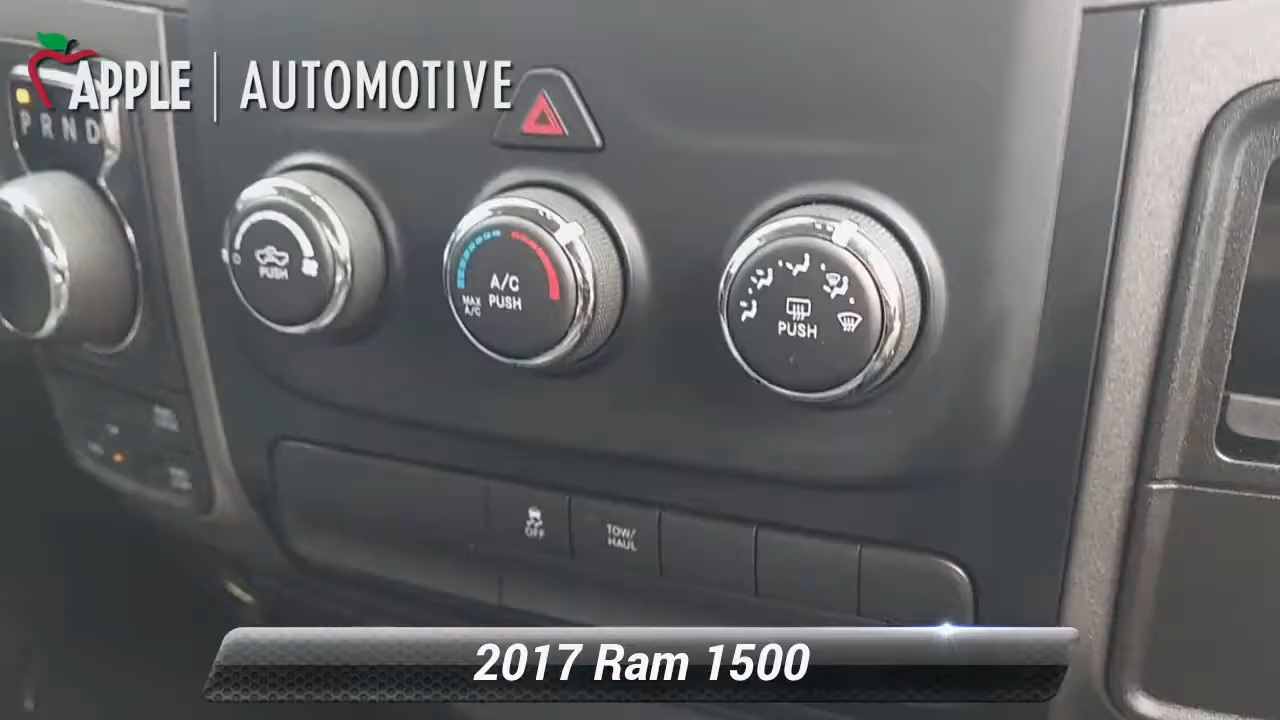 APPLE | AUTOMOTIVE
P R N D
O
PUSH
A/C
PUSH
MAX
A/C
PUSH
OFF
TOW/
HAUL
2017 Ram 1500